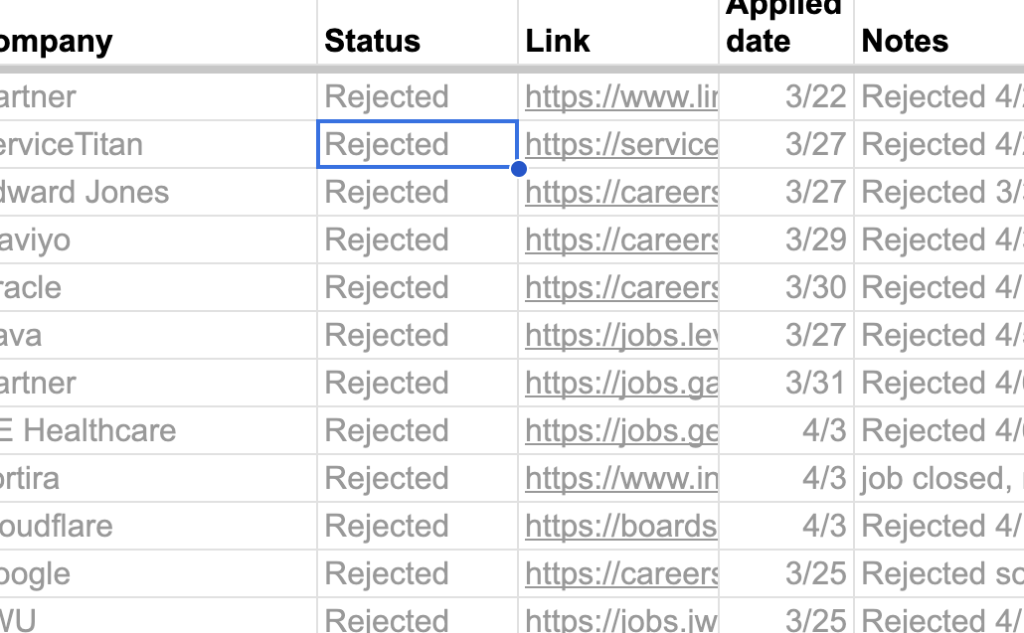 Applied
ompany Status Link date Notes
artner Rejected https://www.lin 3/22 Rejected 4/2
erviceTitan Rejected https://service 3/27 Rejected 4/2
dward Jones Rejected https://careers 3/27 Rejected 3/3
aviyo Rejected https://careers 3/29 Rejected 4/3
racle Rejected https://careers 3/30 Rejected 4/
ava Rejected https://jobs.lev 3/27 Rejected 4/
artner Rejected https://jobs.ga 3/31 Rejected 4/
E Healthcare Rejected https://jobs.ge 4/3 Rejected 4/
ortira Rejected https://www.in 4/3 job closed,
oudflare Rejected https://boards 4/3 Rejected 4/
oogle Rejected https://careers 3/25 Rejected so
WU Rejected https://jobs.jw 3/25 Rejected 4/